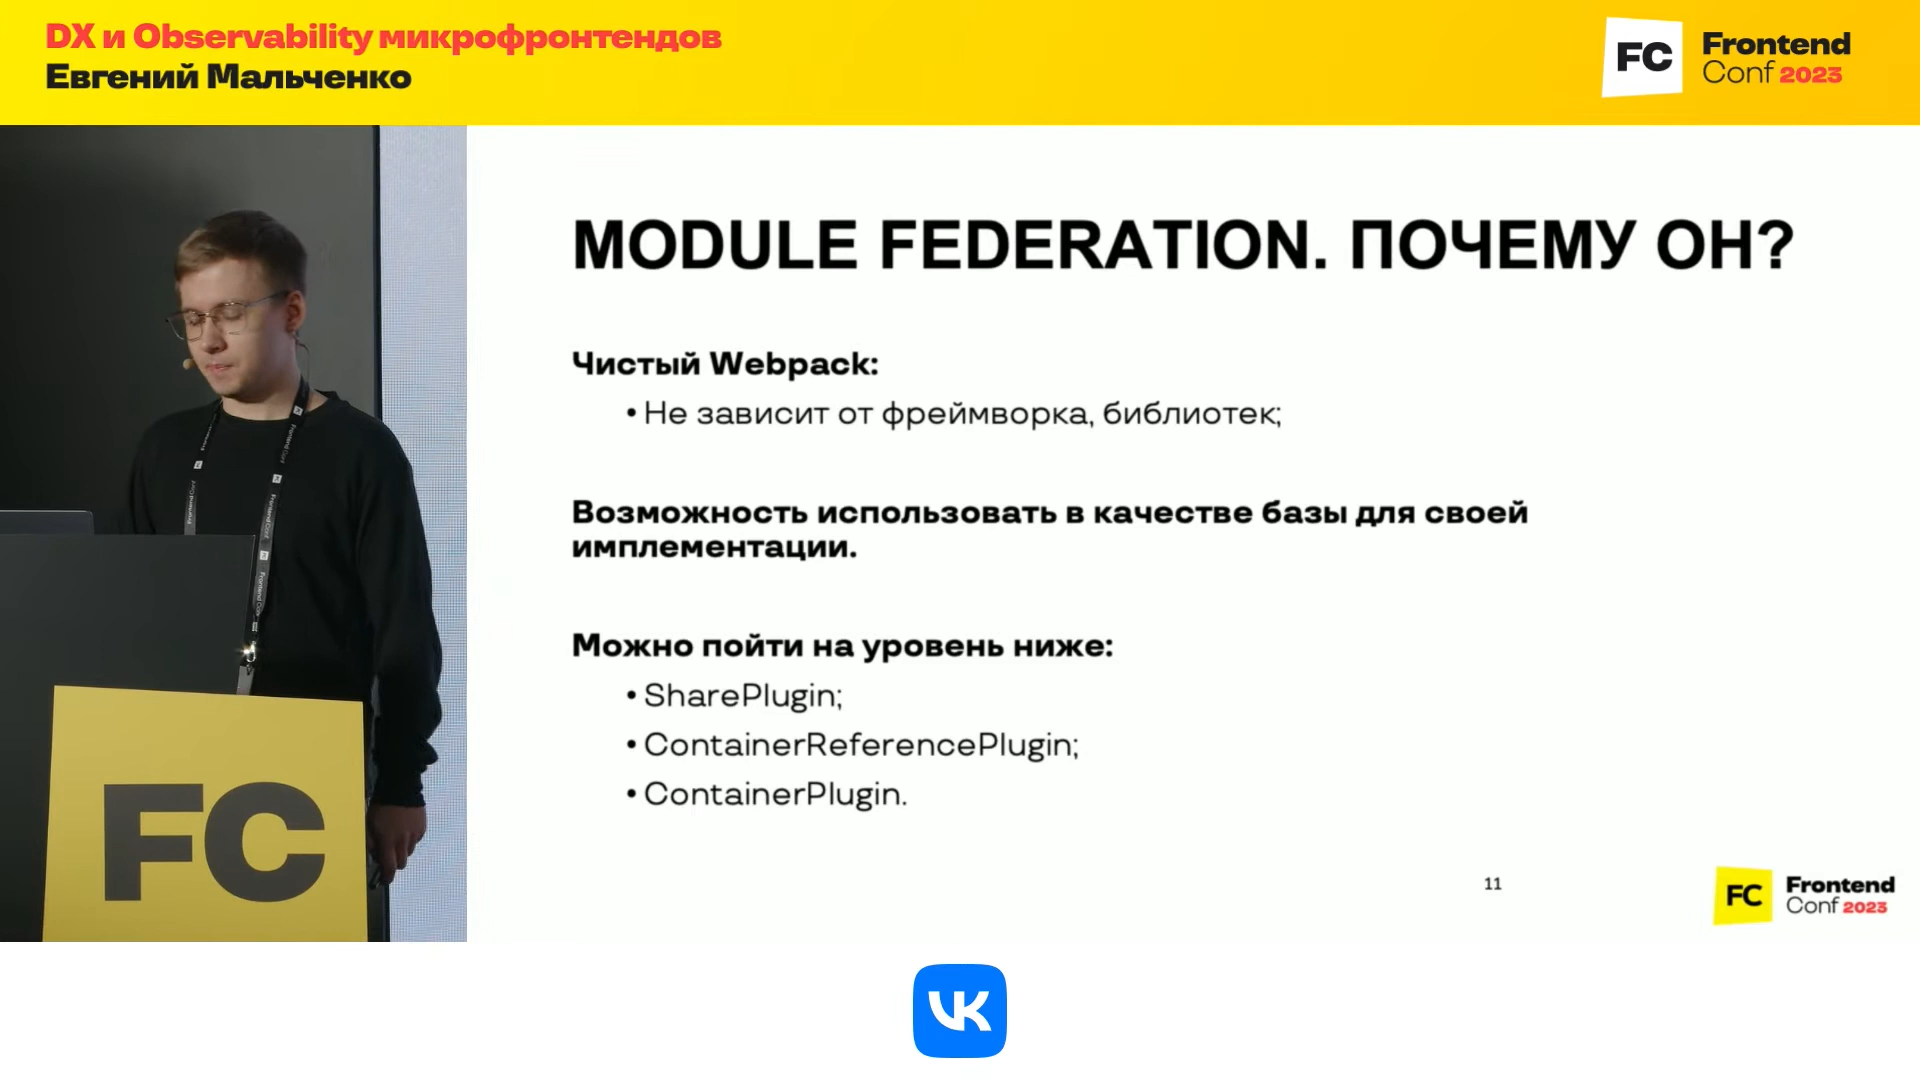 DX и Observability микрофронтендов
Евгений Мальченко
FC
Frontend
Conf 2023
MODULE FEDERATION. ПОЧЕМУ ОН?
Чистый Webpack:
• Не зависит от фреймворка, библиотек;
Возможность использовать в качестве базы для своей
имплементации.
Можно пойти на уровень ниже:
• SharePlugin;
• ContainerReferencePlugin;
• ContainerPlugin.
11
FC
Frontend
Conf 2023
FC
VK